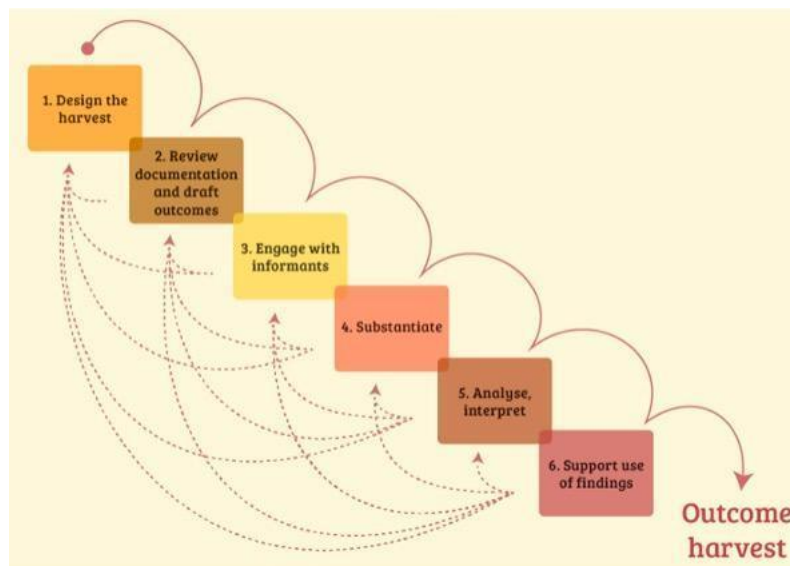 1. Design the
harvest
2. Review
documentation
and draft
outcomes
3. Engage with
informants
4. Substantiate
5. Analyse,
interpret
6. Support use
of findings
Outcome
harvest